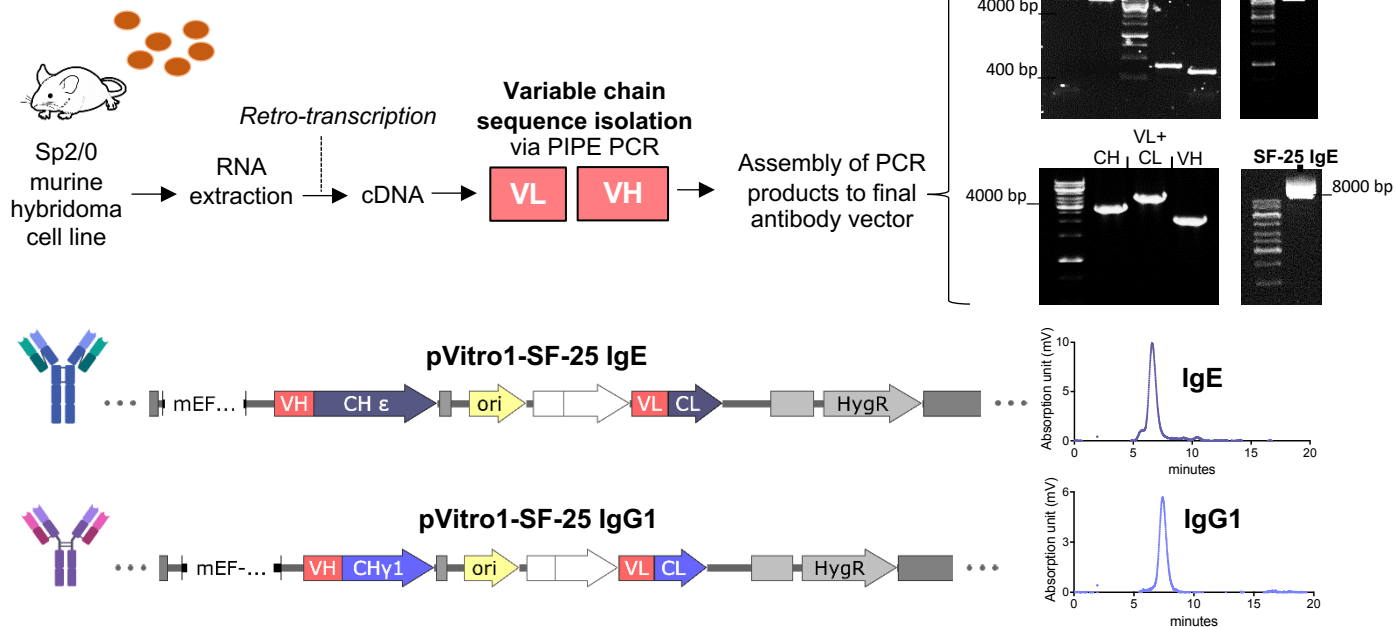 4000 bp
400 bp
Sp2/0
murine
hybridoma
cell line
RNA
extraction
Retro-transcription
cDNA
Variable chain
sequence isolation
via PIPE PCR
VL
VH
Assembly of PCR
products to final
antibody vector
VL+
CH
CL
VH
4000 bp
SF-25 IgE
8000 bp
pVitro1-SF-25 IgE
mEF...
VH
CH ε
ori
VL
CL
HygR
Absorption unit (mV)
10
5
0
0
5
10
15
20
minutes
IgE
pVitro1-SF-25 IgG1
mEF-...
VH
CHγ1
ori
VL
CL
HygR
Absorption unit (mV)
6
3
0
0
5
10
15
20
minutes
IgG1